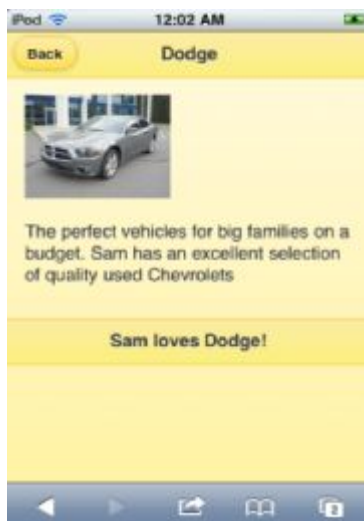 iPod 12:02 AM
Back Dodge
The perfect vehicles for big families on a
budget. Sam has an excellent selection
of quality used Chevrolets
Sam loves Dodge!